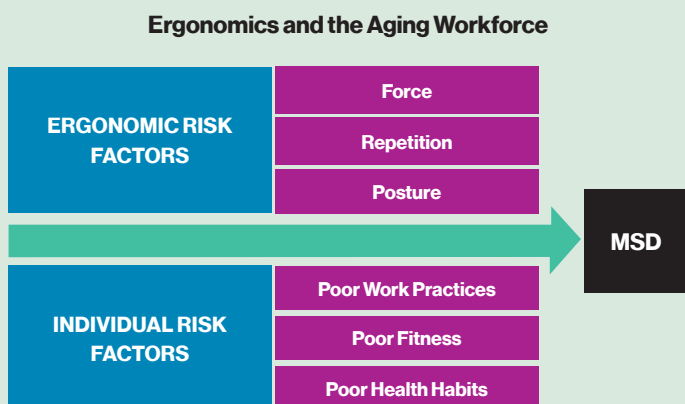 Ergonomics and the Aging Workforce
ERGONOMIC RISK
FACTORS
Force
Repetition
Posture
MSD
INDIVIDUAL RISK
FACTORS
Poor Work Practices
Poor Fitness
Poor Health Habits